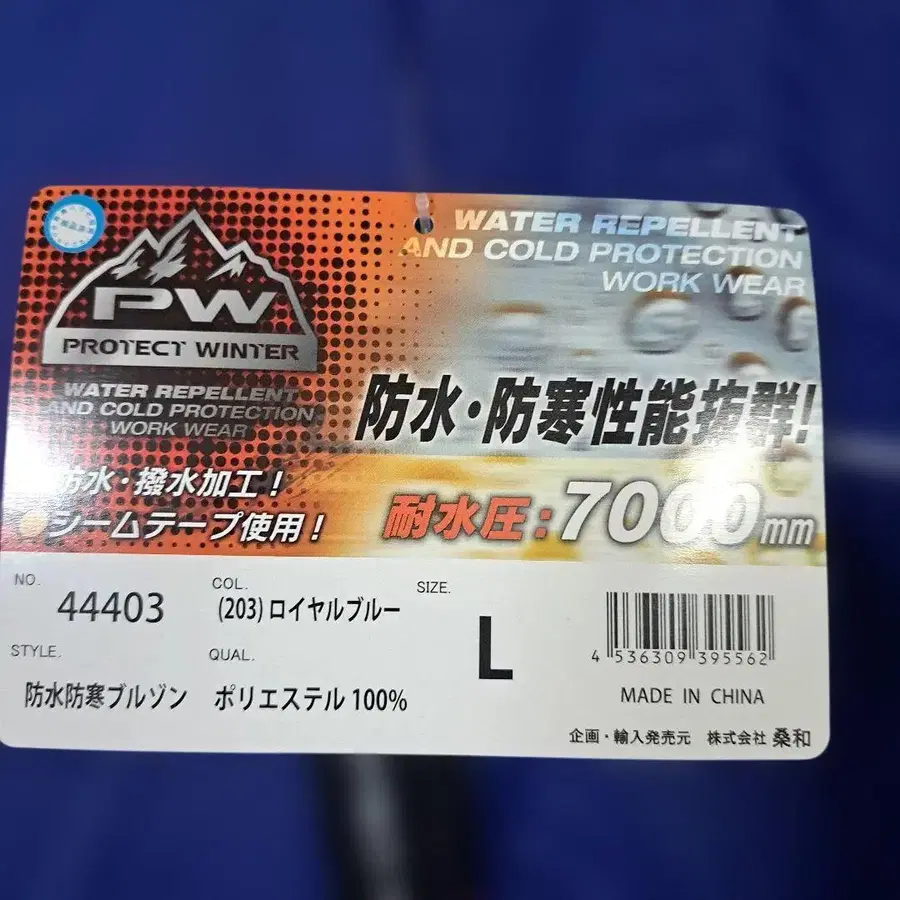 PW
PROTECT WINTER
WATER REPELLENT
AND COLD PROTECTION
WORK WEAR
防水・撥水加工!
シームテープ使用!
WATER REPELLENT
AND COLD PROTECTION
WORK WEAR
防水・防寒性能抜群!
耐水圧:7000mm
NO. 44403
COL. (203)ロイヤルブルー
SIZE. L
STYLE. 防水防寒ブルゾン
QUAL. ポリエステル100%
4 536309 395562
MADE IN CHINA
企画・輸入発売元 株式会社 桑和